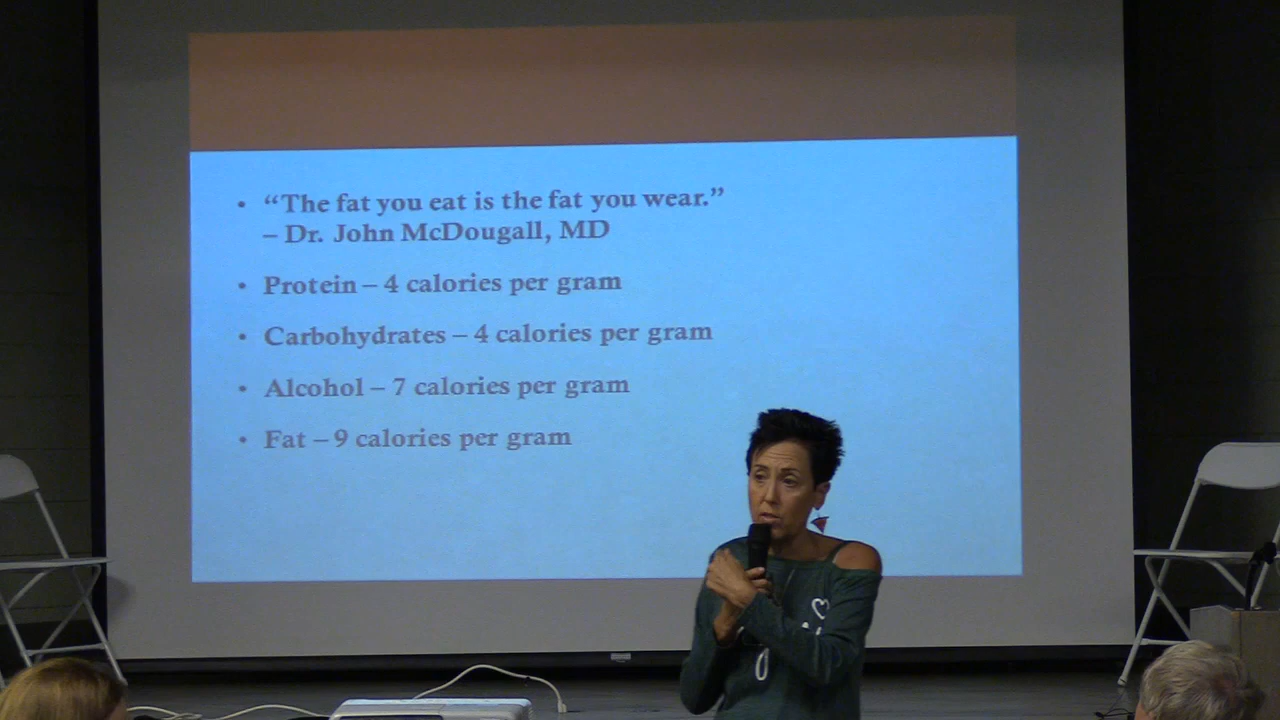 • “The fat you eat is the fat you wear.”
– Dr. John McDougall, MD
• Protein – 4 calories per gram
• Carbohydrates – 4 calories per gram
• Alcohol – 7 calories per gram
• Fat – 9 calories per gram